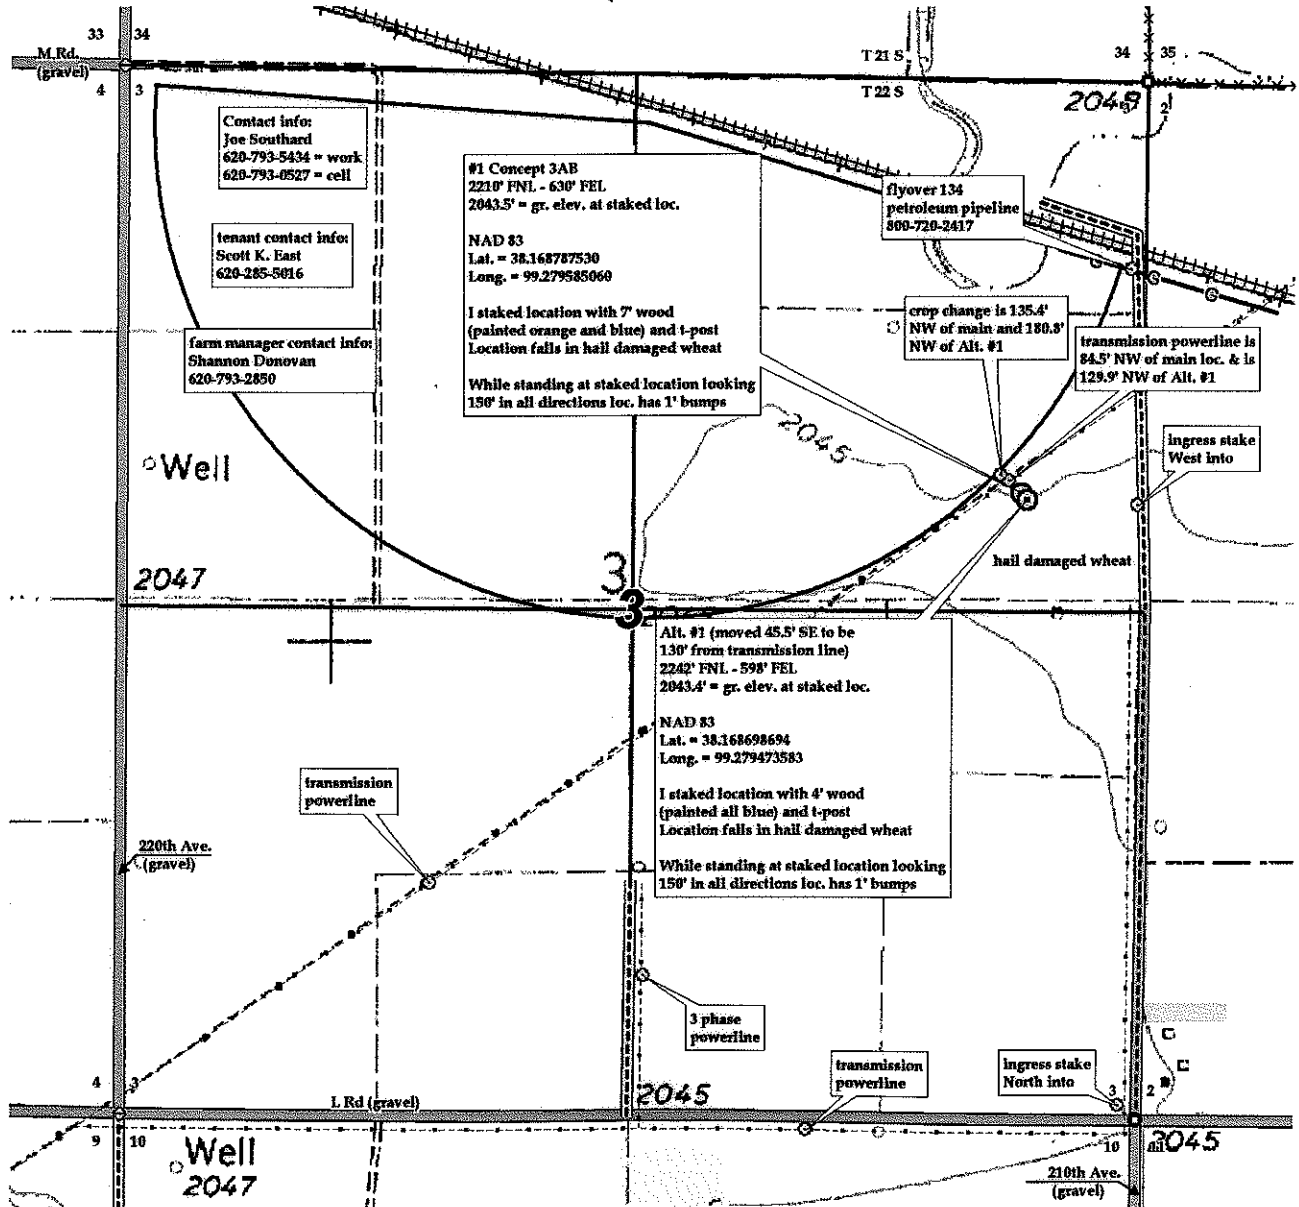 33 34
M Rd.
(gravel)
4 3
T 21 S
T 22 S
34 35
2049
2
Contact info:
Joe Southard
620-793-5434 = work
620-793-0527 = cell
tenant contact info:
Scott K. East
620-285-5016
farm manager contact info:
Shannon Donovan
620-793-2850
#1 Concept 3AB
2210' FNL - 630' FEL
2043.5' = gr. elev. at staked loc.
NAD 83
Lat. = 38.168787530
Long. = 99.279585060
I staked location with 7' wood
(painted orange and blue) and t-post
Location falls in hail damaged wheat
While standing at staked location looking
150' in all directions loc. has 1' bumps
flyover 134
petroleum pipeline
800-720-2417
crop change is 135.4'
NW of main and 180.8'
NW of Alt. #1
transmission powerline is
84.5' NW of main loc. & is
129.9' NW of Alt. #1
2045
ingress stake
West into
Well
2047
hail damaged wheat
3
3
Alt. #1 (moved 45.5' SE to be
130' from transmission line)
2242' FNL - 598' FEL
2043.4' = gr. elev. at staked loc.
NAD 83
Lat. = 38.168698694
Long. = 99.279473583
I staked location with 4' wood
(painted all blue) and t-post
Location falls in hail damaged wheat
While standing at staked location looking
150' in all directions loc. has 1' bumps
transmission
powerline
220th Ave.
(gravel)
3 phase
powerline
transmission
powerline
ingress stake
North into
4 3
3 2
L Rd (gravel)
2045
9 10
Well
2047
10
2045
210th Ave.
(gravel)